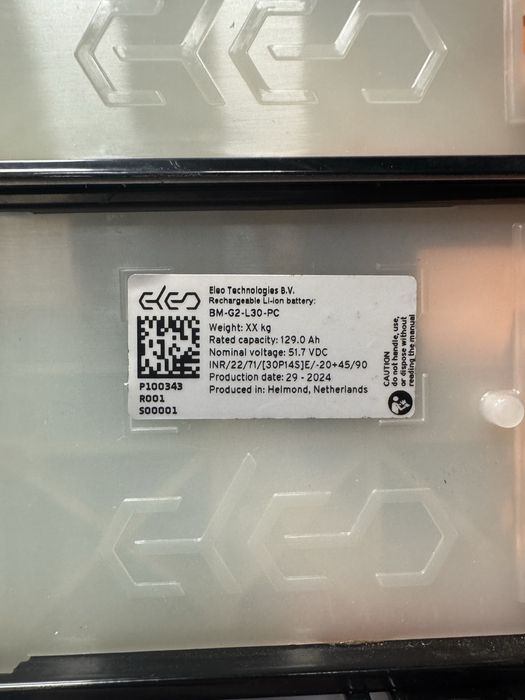 eleo
eleo
Eleo Technologies B.V.
Rechargeable Li-ion battery:
BM-G2-L30-PC
Weight: XX kg
Rated capacity: 129.0 Ah
Nominal voltage: 51.7 VDC
INR/22/71/[30P14S]E/-20+45/90
Production date: 29 - 2024
Produced in: Helmond, Netherlands
P100343
R001
S00001
CAUTION
do not handle, use,
or dispose without
reading the manual
eleo